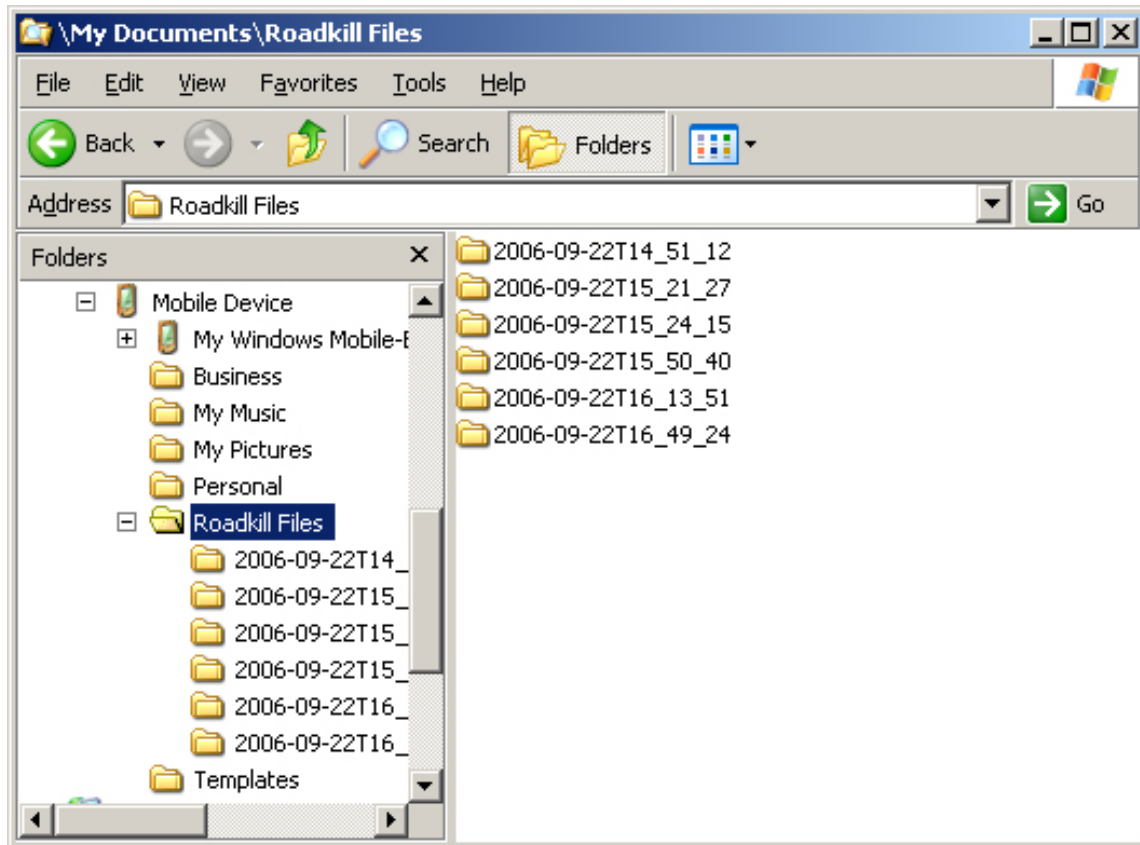 \My Documents\Roadkill Files
File Edit View Favorites Tools Help
Back Search Folders
Address Roadkill Files Go
Folders
Mobile Device
My Windows Mobile-
Business
My Music
My Pictures
Personal
Roadkill Files
2006-09-22T14_
2006-09-22T15_
2006-09-22T15_
2006-09-22T15_
2006-09-22T16_
2006-09-22T16_
Templates
2006-09-22T14_51_12
2006-09-22T15_21_27
2006-09-22T15_24_15
2006-09-22T15_50_40
2006-09-22T16_13_51
2006-09-22T16_49_24